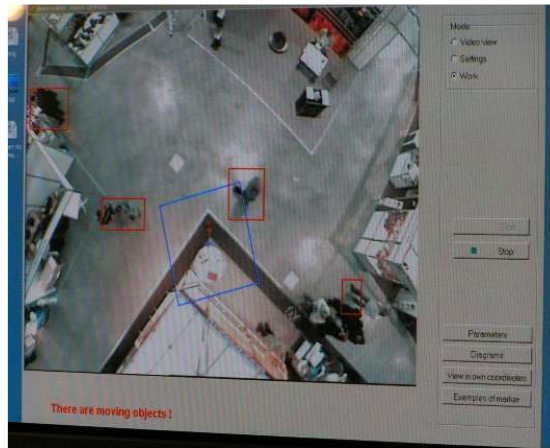 Mode
Video view
Settings
Work
Start
Stop
Parameters
Diagrams
View in own coordinates
Examples of marker
There are moving objects !